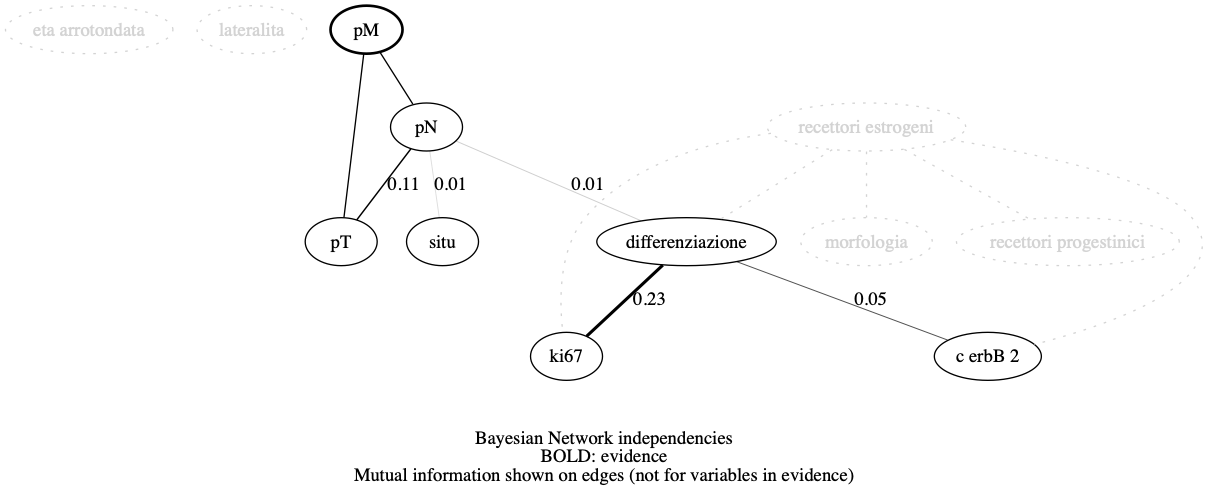 eta arrotondata
lateralita
pM
pN
recettori estrogeni
0.11
0.01
0.01
pT
situ
differenziazione
morfologia
recettori progestinici
0.23
0.05
ki67
c erbB 2
Bayesian Network independencies
BOLD: evidence
Mutual information shown on edges (not for variables in evidence)